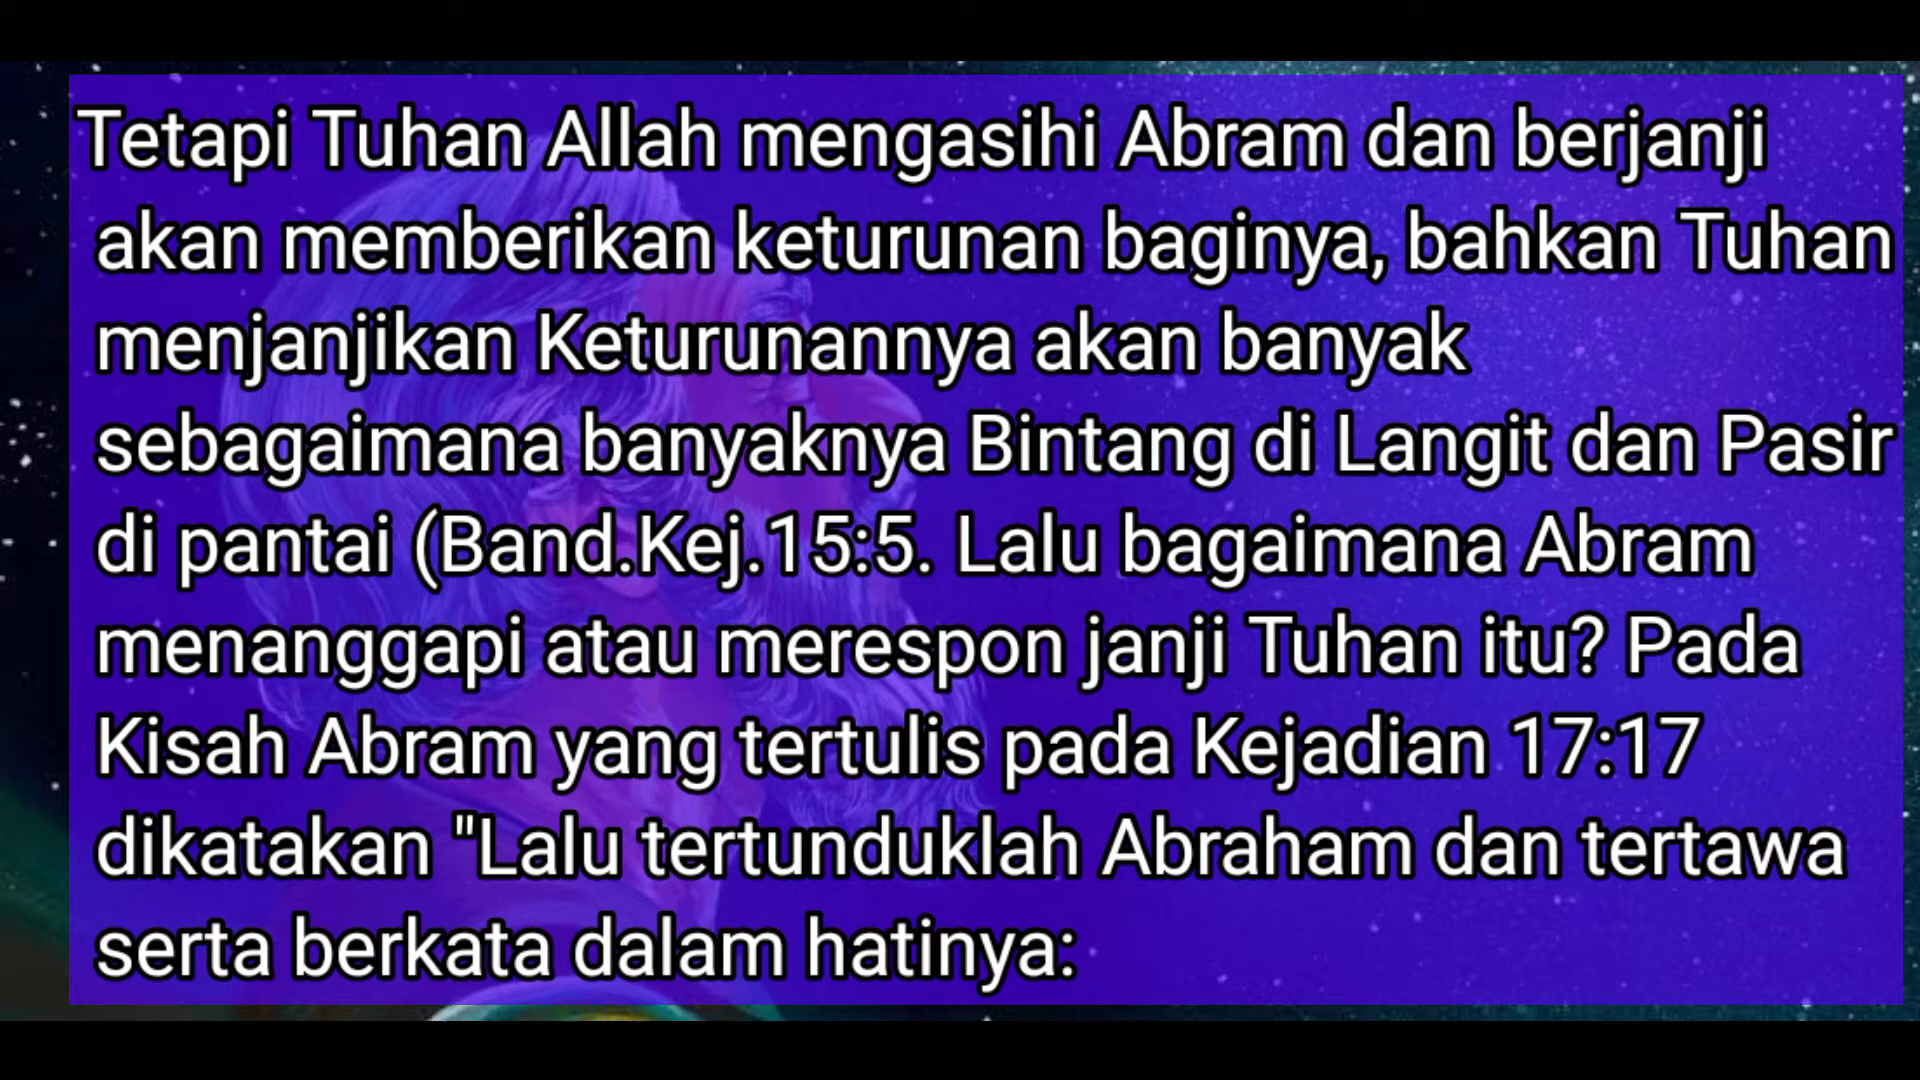 Tetapi Tuhan Allah mengasihi Abram dan berjanji
akan memberikan keturunan baginya, bahkan Tuhan
menjanjikan Keturunannya akan banyak
sebagaimana banyaknya Bintang di Langit dan Pasir
di pantai (Band.Kej.15:5. Lalu bagaimana Abram
menanggapi atau merespon janji Tuhan itu? Pada
Kisah Abram yang tertulis pada Kejadian 17:17
dikatakan "Lalu tertunduklah Abraham dan tertawa
serta berkata dalam hatinya: